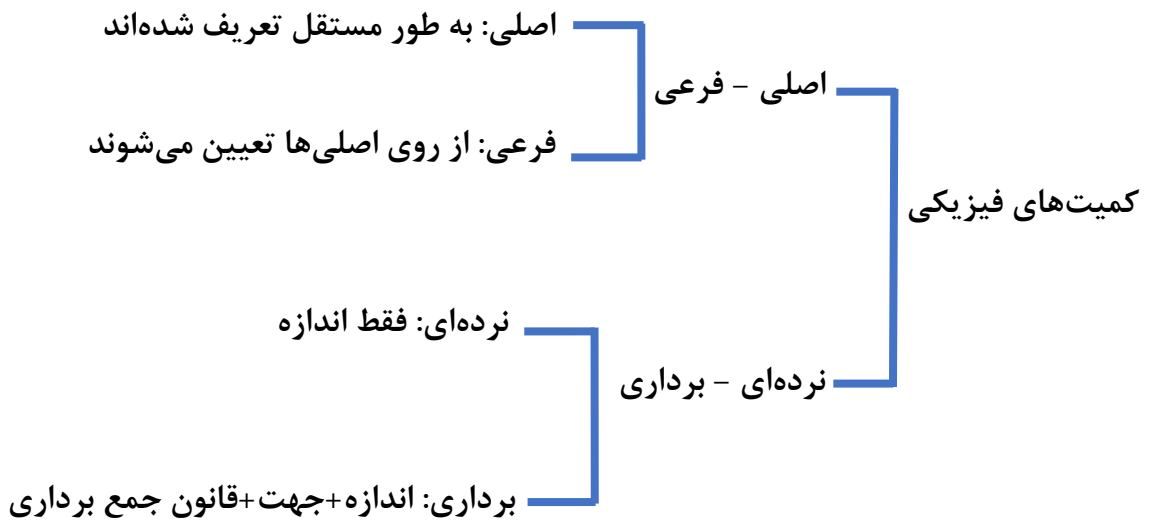 اصلی: به طور مستقل تعریف شده‌اند
اصلی - فرعی
فرعی: از روی اصلی‌ها تعیین می‌شوند
کمیت‌های فیزیکی
نرده‌ای: فقط اندازه
نرده‌ای - برداری
برداری: اندازه+جهت+قانون جمع برداری